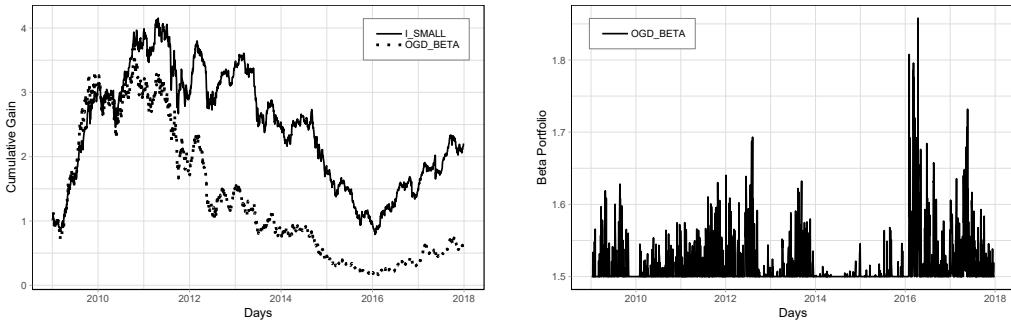 I_SMALL
OGD_BETA
Cumulative Gain
4
3
2
1
0
2010 2012 2014 2016 2018
Days
OGD_BETA
Beta Portfolio
1.8
1.7
1.6
1.5
2010 2012 2014 2016 2018
Days